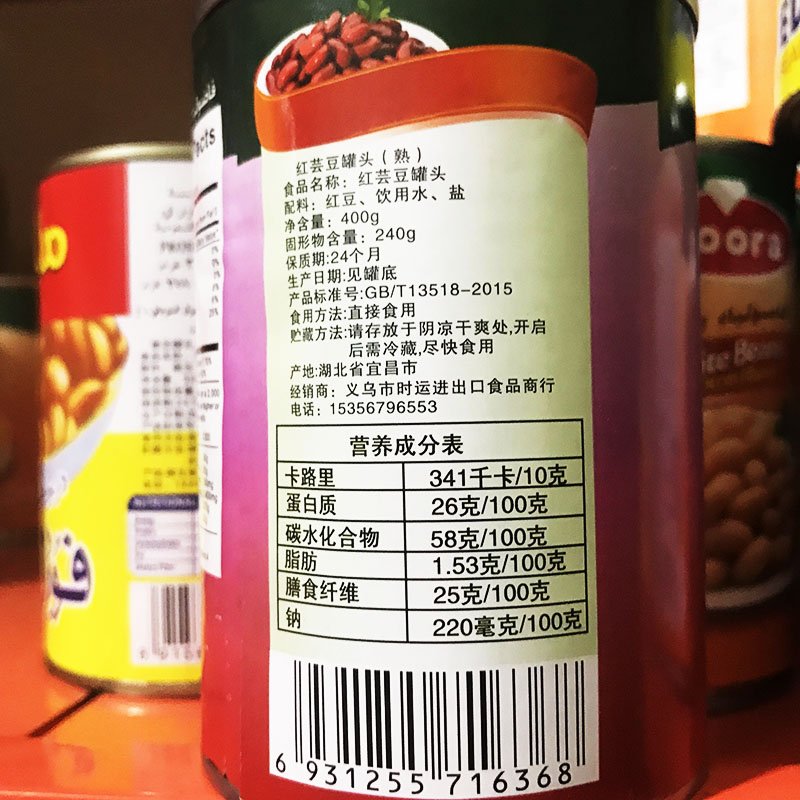 红芸豆罐头（熟）
食品名称：红芸豆罐头
配料：红豆、饮用水、盐
净含量：400g
固形物含量：240g
保质期:24个月
生产日期:见罐底
产品标准号:GB/T13518-2015
食用方法:直接食用
贮藏方法:请存放于阴凉干爽处,开启
后需冷藏,尽快食用
产地:湖北省宜昌市
经销商：义乌市时运进出口食品商行
电话：15356796553
营养成分表
卡路里 341千卡/10克
蛋白质 26克/100克
碳水化合物 58克/100克
脂肪 1.53克/100克
膳食纤维 25克/100克
钠 220毫克/100克
6 931255 716368